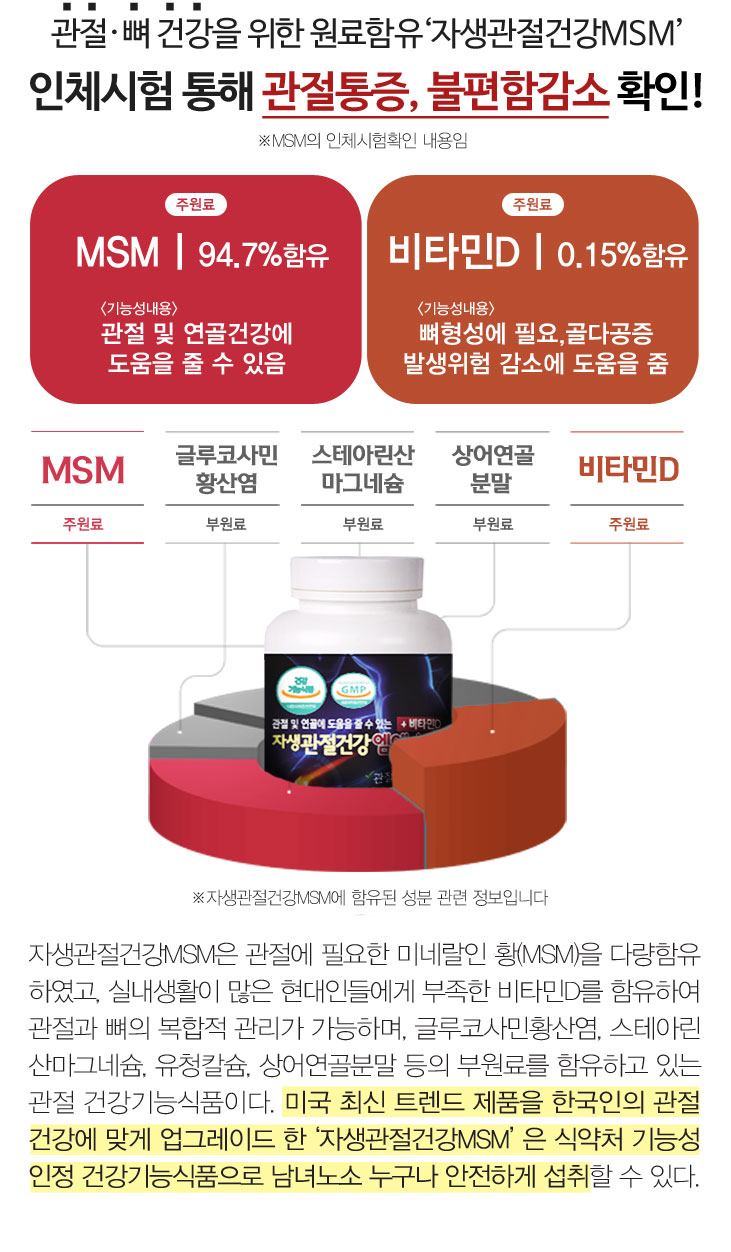 관절·뼈 건강을 위한 원료함유 ‘자생관절건강MSM’
인체시험 통해 관절통증, 불편함감소 확인!
※MSM의 인체시험확인 내용임
주원료
MSM | 94.7%함유
〈기능성내용〉
관절 및 연골건강에
도움을 줄 수 있음
주원료
비타민D | 0.15%함유
〈기능성내용〉
뼈형성에 필요,골다공증
발생위험 감소에 도움을 줌
MSM
주원료
글루코사민
황산염
부원료
스테아린산
마그네슘
부원료
상어연골
분말
부원료
비타민D
주원료
건강
기능식품
GMP
관절 및 연골에 도움을 줄 수 있는
+ 비타민D
자생관절건강
※자생관절건강MSM에 함유된 성분 관련 정보입니다
자생관절건강MSM은 관절에 필요한 미네랄인 황(MSM)을 다량함유
하였고, 실내생활이 많은 현대인들에게 부족한 비타민D를 함유하여
관절과 뼈의 복합적 관리가 가능하며, 글루코사민황산염, 스테아린
산마그네슘, 유청칼슘, 상어연골분말 등의 부원료를 함유하고 있는
관절 건강기능식품이다. 미국 최신 트렌드 제품을 한국인의 관절
건강에 맞게 업그레이드 한 ‘자생관절건강MSM’ 은 식약처 기능성
인정 건강기능식품으로 남녀노소 누구나 안전하게 섭취할 수 있다.